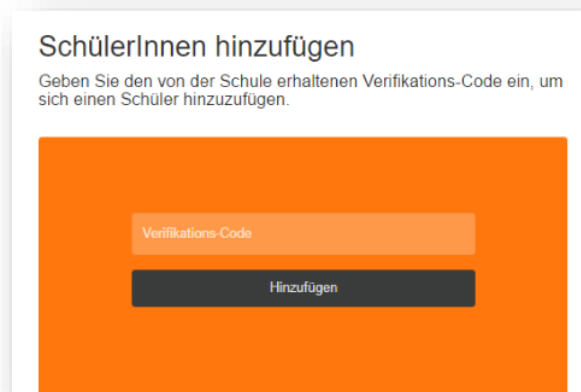 SchülerInnen hinzufügen
Geben Sie den von der Schule erhaltenen Verifikations-Code ein, um
sich einen Schüler hinzuzufügen.
Verifikations-Code
Hinzufügen